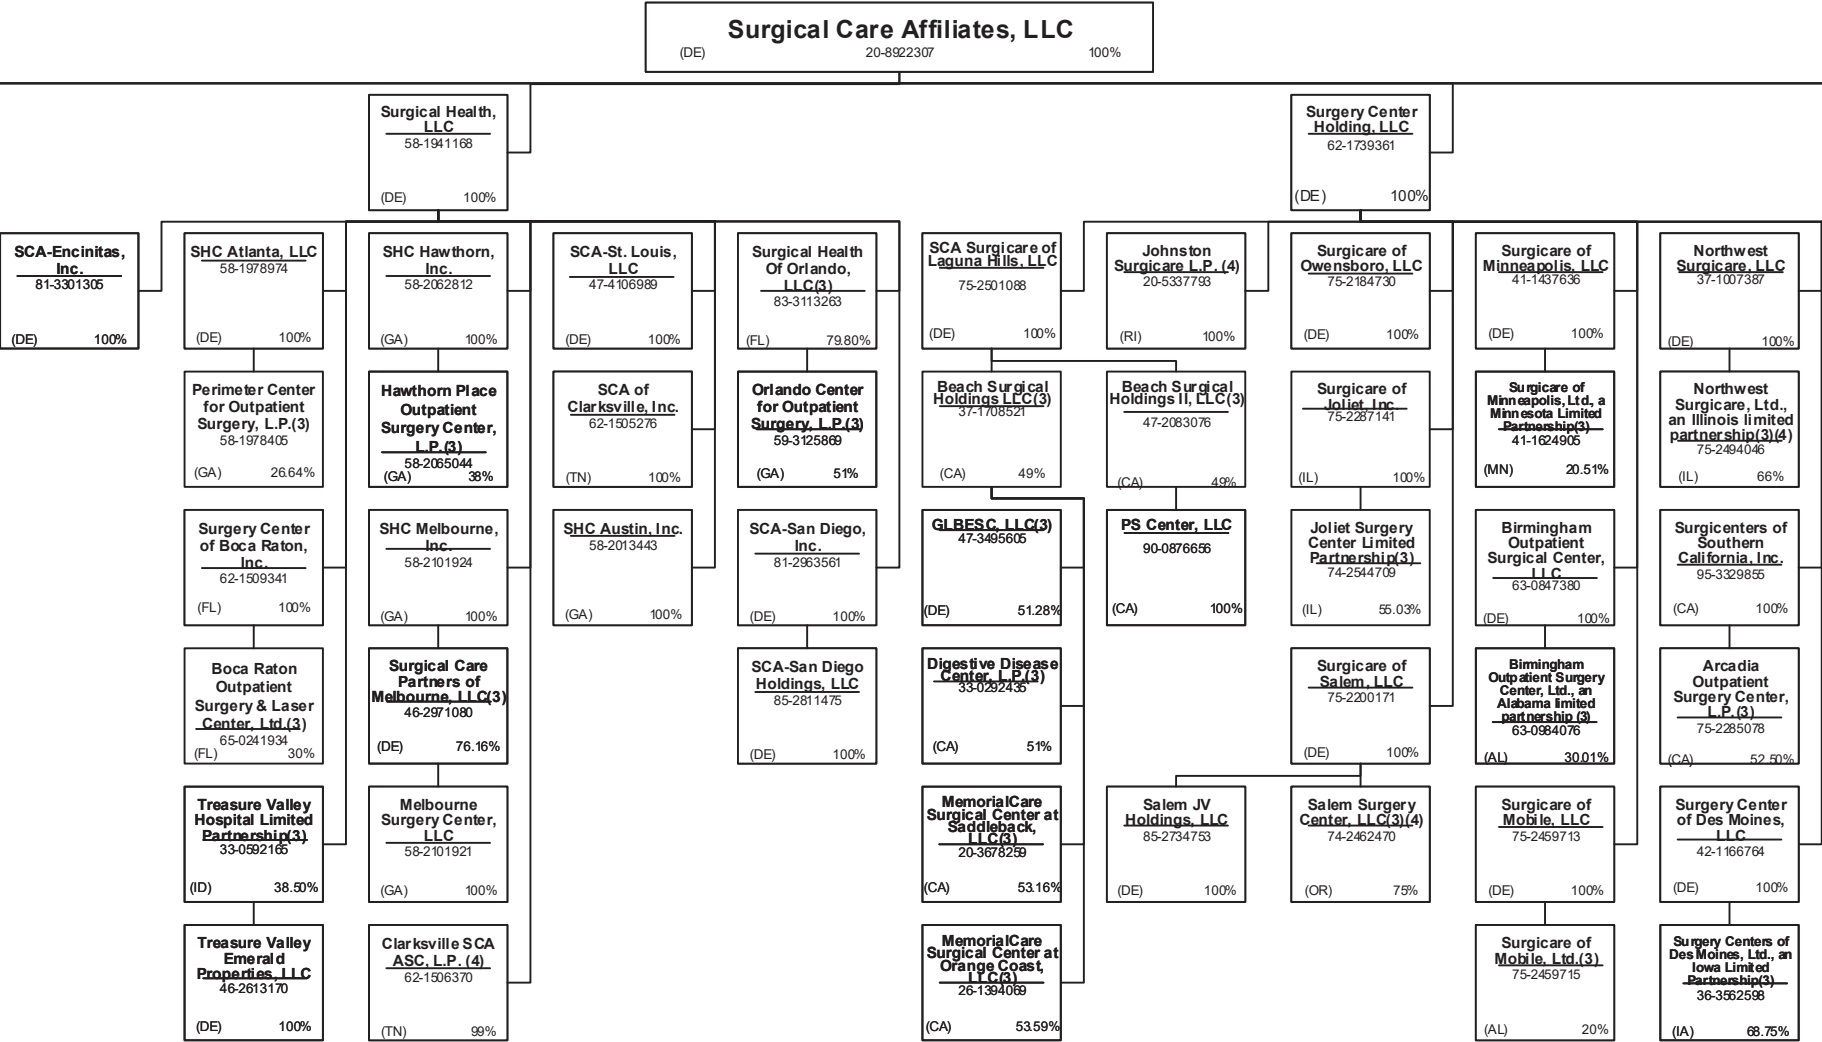 Surgical Care Affiliates, LLC
(DE) 20-8922307 100%
Surgical Health,
LLC
58-1941168
(DE) 100%
Surgery Center
Holding, LLC
62-1739361
(DE) 100%
SCA-Encinitas,
Inc.
81-3301305
(DE) 100%
SHC Atlanta, LLC
58-1978974
(DE) 100%
SHC Hawthorn,
Inc.
58-2062812
(GA) 100%
SCA-St. Louis,
LLC
47-4106989
(DE) 100%
Surgical Health
Of Orlando,
LLC(3)
83-3113263
(FL) 79.80%
SCA Surgicare of
Laguna Hills, LLC
75-2501088
(DE) 100%
Johnston
Surgicare L.P. (4)
20-5337793
(RI) 100%
Surgicare of
Owensboro, LLC
75-2184730
(DE) 100%
Surgicare of
Minneapolis, LLC
41-1437636
(DE) 100%
Northwest
Surgicare, LLC
37-1007387
(DE) 100%
Perimeter Center
for Outpatient
Surgery, L.P.(3)
58-1978405
(GA) 26.64%
Hawthorn Place
Outpatient
Surgery Center,
L.P.(3)
58-2065044
(GA) 38%
SCA of
Clarksville, Inc.
62-1505276
(TN) 100%
Orlando Center
for Outpatient
Surgery, L.P.(3)
59-3125869
(GA) 51%
Beach Surgical
Holdings LLC(3)
37-1708521
(CA) 49%
Beach Surgical
Holdings II, LLC(3)
47-2083076
(CA) 49%
Surgicare of
Joliet, Inc.
75-2287141
(IL) 100%
Surgicare of
Minneapolis, Ltd., a
Minnesota Limited
Partnership(3)
41-1624905
(MN) 20.51%
Northwest
Surgicare, Ltd.,
an Illinois limited
partnership(3)(4)
75-2494046
(IL) 66%
Surgery Center
of Boca Raton,
Inc.
62-1509341
(FL) 100%
SHC Melbourne,
Inc.
58-2101924
(GA) 100%
SHC Austin, Inc.
58-2013443
(GA) 100%
SCA-San Diego,
Inc.
81-2963561
(DE) 100%
GLBESC, LLC(3)
47-3495605
(DE) 51.28%
PS Center, LLC
90-0876656
(CA) 100%
Joliet Surgery
Center Limited
Partnership(3)
74-2544709
(IL) 55.03%
Birmingham
Outpatient
Surgical Center,
LLC
63-0847380
(DE) 100%
Surgicenters of
Southern
California, Inc.
95-3329855
(CA) 100%
Boca Raton
Outpatient
Surgery & Laser
Center, Ltd.(3)
65-0241934
(FL) 30%
Surgical Care
Partners of
Melbourne, LLC(3)
46-2971080
(DE) 76.16%
SCA-San Diego
Holdings, LLC
85-2811475
(DE) 100%
Digestive Disease
Center, L.P.(3)
33-0292435
(CA) 51%
Surgicare of
Salem, LLC
75-2200171
(DE) 100%
Birmingham
Outpatient Surgery
Center, Ltd., an
Alabama limited
partnership (3)
63-0984076
(AL) 30.01%
Arcadia
Outpatient
Surgery Center,
L.P.(3)
75-2285078
(CA) 52.50%
Treasure Valley
Hospital Limited
Partnership(3)
33-0592165
(ID) 38.50%
Melbourne
Surgery Center,
LLC
58-2101921
(GA) 100%
MemorialCare
Surgical Center at
Saddleback,
LLC(3)
20-3678259
(CA) 53.16%
Salem JV
Holdings, LLC
85-2734753
(DE) 100%
Salem Surgery
Center, LLC(3)(4)
74-2462470
(OR) 75%
Surgicare of
Mobile, LLC
75-2459713
(DE) 100%
Surgery Center
of Des Moines,
LLC
42-1166764
(DE) 100%
Treasure Valley
Emerald
Properties, LLC
46-2613170
(DE) 100%
Clarksville SCA
ASC, L.P. (4)
62-1506370
(TN) 99%
MemorialCare
Surgical Center at
Orange Coast,
LLC(3)
26-1394069
(CA) 53.59%
Surgicare of
Mobile, Ltd.(3)
75-2459715
(AL) 20%
Surgery Centers of
Des Moines, Ltd., an
Iowa Limited
Partnership(3)
36-3562598
(IA) 68.75%